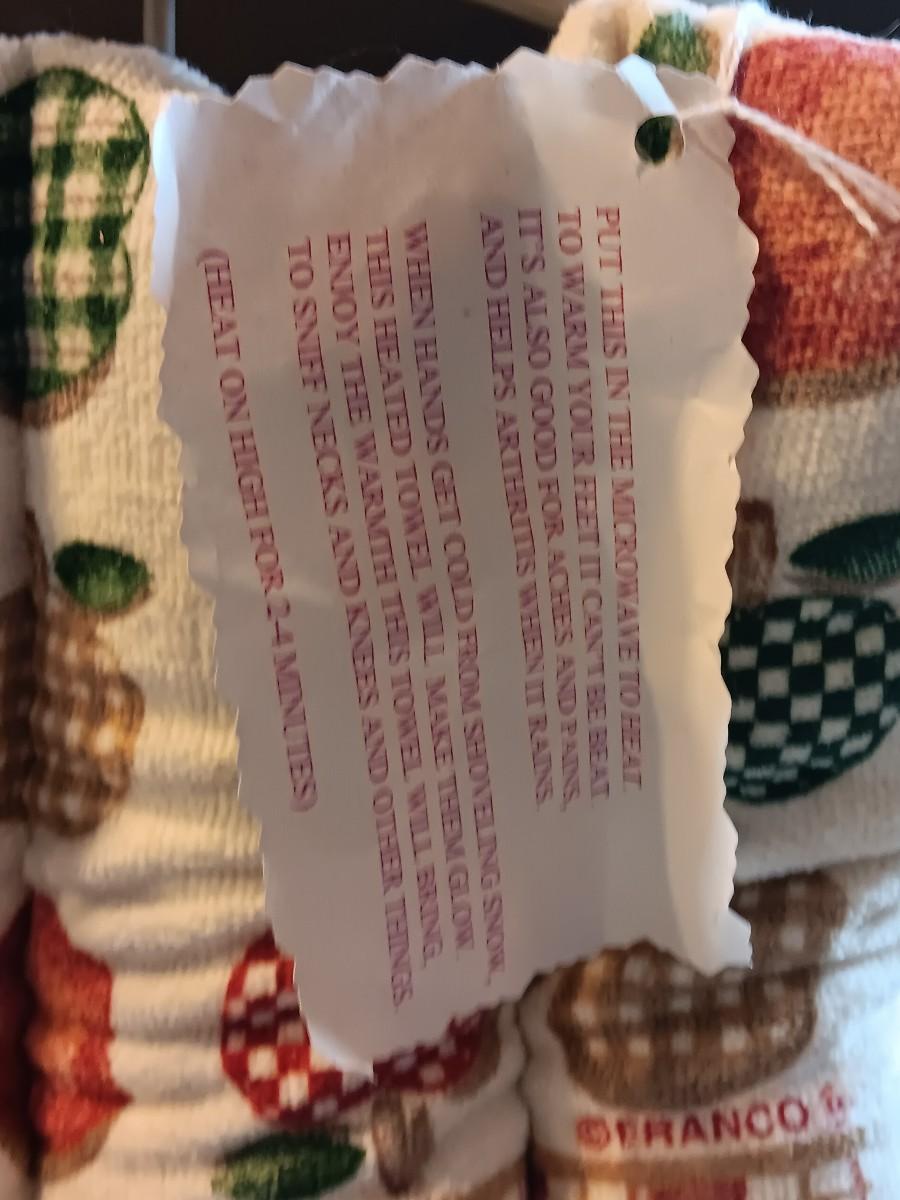 PUT THIS IN THE MICROWAVE TO HEAT
TO WARM YOUR FEET IT CAN'T BE BEAT.
IT'S ALSO GOOD FOR ACHES AND PAINS,
AND HELPS ARTHRITIS WHEN IT RAINS.
WHEN HANDS GET COLD FROM SHOVELING SNOW,
THIS HEATED TOWEL WILL MAKE THEM GLOW.
ENJOY THE WARMTH THIS TOWEL WILL BRING,
TO SNIFF NECKS AND KNEES AND OTHER THINGS.
(HEAT ON HIGH FOR 2-4 MINUTES)
©FRANCO